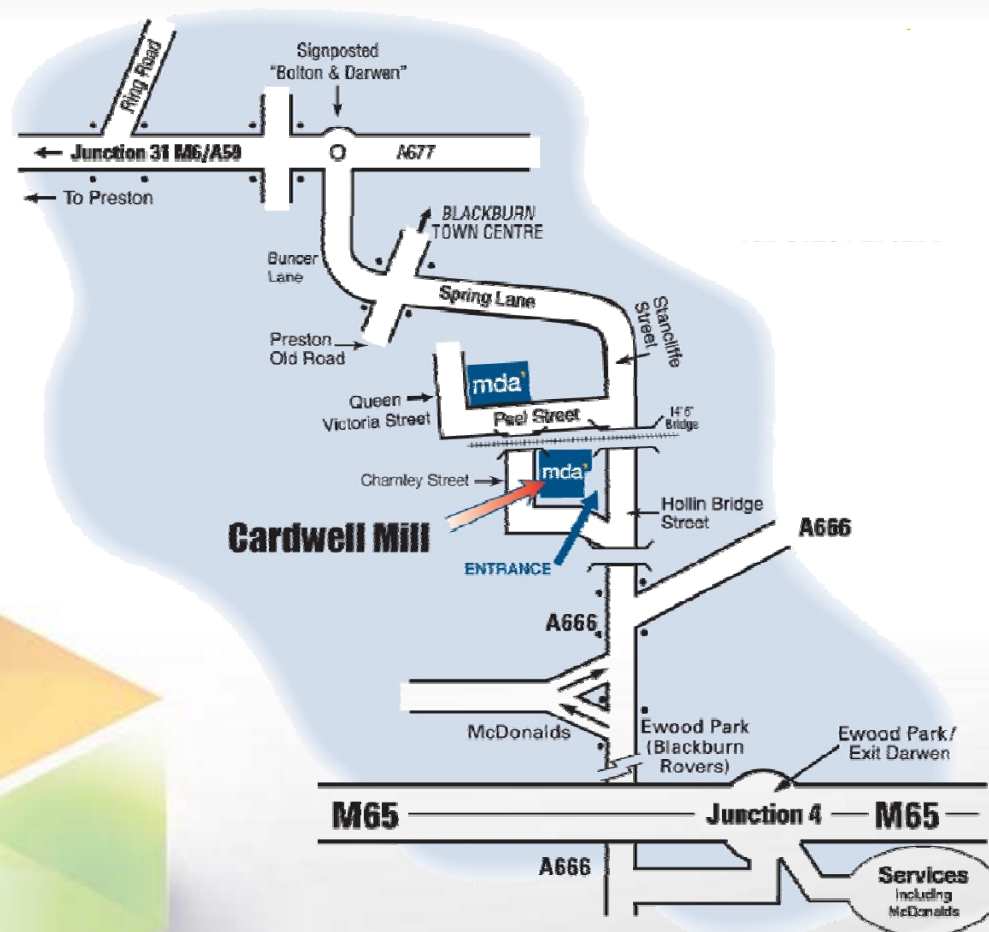 Ring Road
Signposted
"Bolton & Darwen"
Junction 31 M6/A59
A677
To Preston
BLACKBURN
TOWN CENTRE
Buncer
Lane
Spring Lane
Stancliffe
Street
Preston
Old Road
mda
Queen
Victoria Street
Peel Street
14'6"
Bridge
Charnley Street
mda
Hollin Bridge
Street
Cardwell Mill
A666
ENTRANCE
A666
McDonalds
Ewood Park
(Blackburn
Rovers)
Ewood Park/
Exit Darwen
M65
Junction 4
M65
A666
Services
including
McDonalds